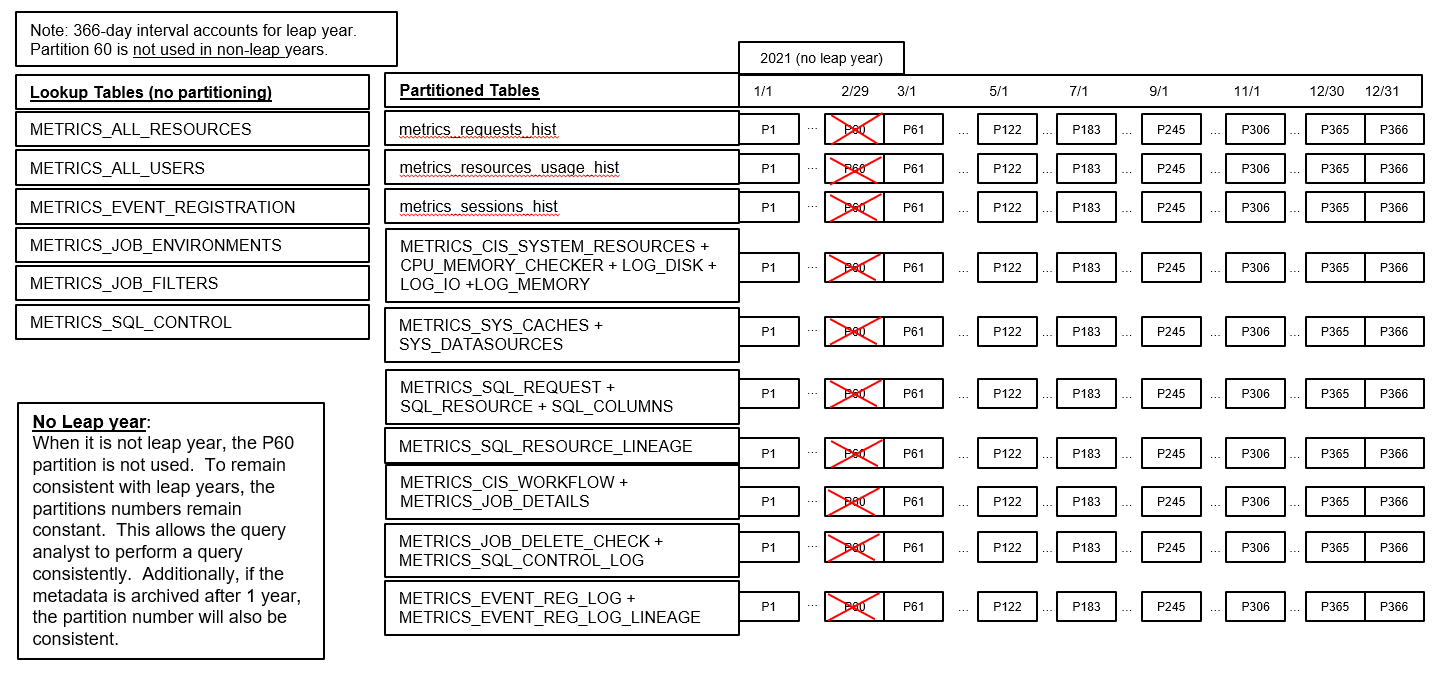 Note: 366-day interval accounts for leap year.
Partition 60 is not used in non-leap years.
2021 (no leap year)
Lookup Tables (no partitioning)
METRICS_ALL_RESOURCES
METRICS_ALL_USERS
METRICS_EVENT_REGISTRATION
METRICS_JOB_ENVIRONMENTS
METRICS_JOB_FILTERS
METRICS_SQL_CONTROL
Partitioned Tables 1/1 2/29 3/1 5/1 7/1 9/1 11/1 12/30 12/31
metrics_requests_hist P1 ... P60 P61 ... P122 ... P183 ... P245 ... P306 ... P365 P366
metrics_resources_usage_hist P1 ... P60 P61 ... P122 ... P183 ... P245 ... P306 ... P365 P366
metrics_sessions_hist P1 ... P60 P61 ... P122 ... P183 ... P245 ... P306 ... P365 P366
METRICS_CIS_SYSTEM_RESOURCES +
CPU_MEMORY_CHECKER + LOG_DISK +
LOG_IO +LOG_MEMORY
P1 ... P60 P61 ... P122 ... P183 ... P245 ... P306 ... P365 P366
METRICS_SYS_CACHES +
SYS_DATASOURCES
P1 ... P60 P61 ... P122 ... P183 ... P245 ... P306 ... P365 P366
METRICS_SQL_REQUEST +
SQL_RESOURCE + SQL_COLUMNS
P1 ... P60 P61 ... P122 ... P183 ... P245 ... P306 ... P365 P366
METRICS_SQL_RESOURCE_LINEAGE P1 ... P60 P61 ... P122 ... P183 ... P245 ... P306 ... P365 P366
METRICS_CIS_WORKFLOW +
METRICS_JOB_DETAILS
P1 ... P60 P61 ... P122 ... P183 ... P245 ... P306 ... P365 P366
METRICS_JOB_DELETE_CHECK +
METRICS_SQL_CONTROL_LOG
P1 ... P60 P61 ... P122 ... P183 ... P245 ... P306 ... P365 P366
METRICS_EVENT_REG_LOG +
METRICS_EVENT_REG_LOG_LINEAGE
P1 ... P60 P61 ... P122 ... P183 ... P245 ... P306 ... P365 P366
No Leap year:
When it is not leap year, the P60
partition is not used. To remain
consistent with leap years, the
partitions numbers remain
constant. This allows the query
analyst to perform a query
consistently. Additionally, if the
metadata is archived after 1 year,
the partition number will also be
consistent.